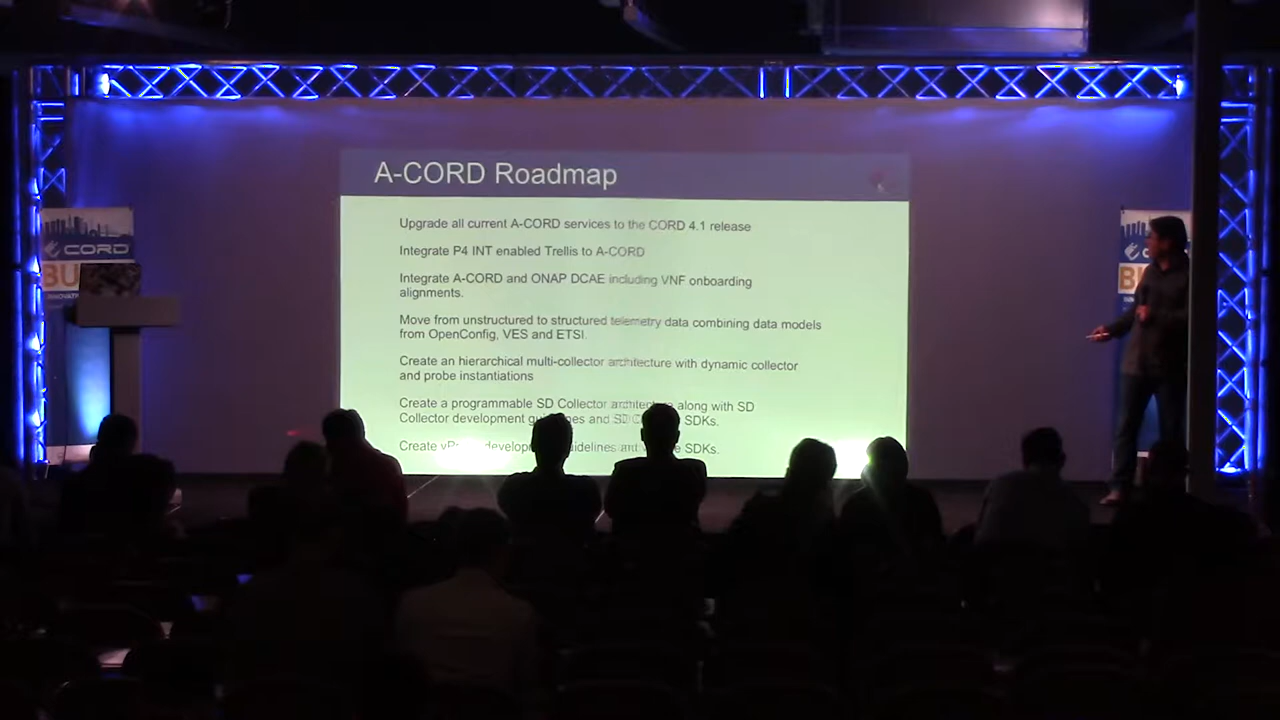 A-CORD Roadmap
Upgrade all current A-CORD services to the CORD 4.1 release
Integrate P4 INT enabled Trellis to A-CORD
Integrate A-CORD and ONAP DCAE including VNF onboarding
alignments.
Move from unstructured to structured telemetry data combining data models
from OpenConfig, VES and ETSI.
Create an hierarchical multi-collector architecture with dynamic collector
and probe instantiations
Create a programmable SD Collector architecture along with SD
Collector development and SDKs.
Create SDKs.
CORD
BU